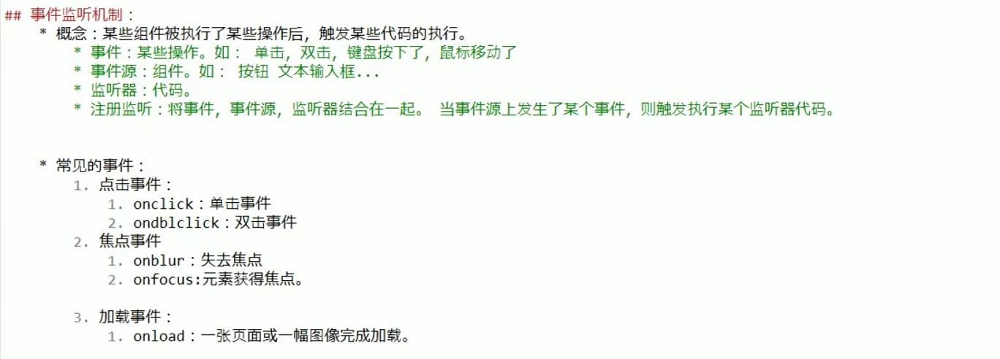 ## 事件监听机制：
* 概念：某些组件被执行了某些操作后，触发某些代码的执行。
* 事件：某些操作。如： 单击，双击，键盘按下了，鼠标移动了
* 事件源：组件。如： 按钮 文本输入框...
* 监听器：代码。
* 注册监听：将事件，事件源，监听器结合在一起。 当事件源上发生了某个事件，则触发执行某个监听器代码。
* 常见的事件：
1. 点击事件：
1. onclick：单击事件
2. ondblclick：双击事件
2. 焦点事件
1. onblur：失去焦点
2. onfocus:元素获得焦点。
3. 加载事件：
1. onload：一张页面或一幅图像完成加载。